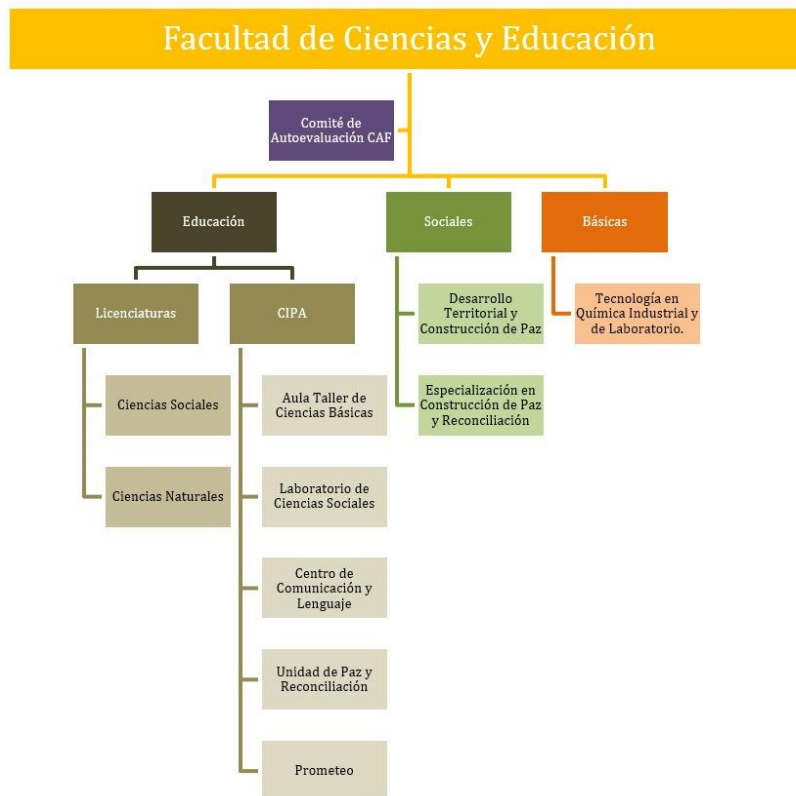 Facultad de Ciencias y Educación
Comité de
Autoevaluación CAF
Educación
Sociales
Básicas
Licenciaturas
CIPA
Desarrollo
Territorial y
Construcción de Paz
Tecnología en
Química Industrial y
de Laboratorio.
Ciencias Sociales
Aula Taller de
Ciencias Básicas
Especialización en
Construcción de Paz
y Reconciliación
Ciencias Naturales
Laboratorio de
Ciencias Sociales
Centro de
Comunicación y
Lenguaje
Unidad de Paz y
Reconciliación
Prometeo